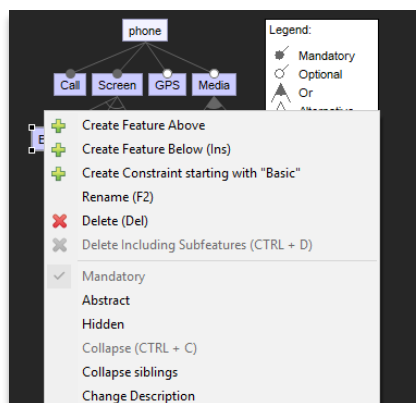 phone
Legend:
Mandatory
Optional
Or
Alternative
Call
Screen
GPS
Media
Create Feature Above
Create Feature Below (Ins)
Create Constraint starting with "Basic"
Rename (F2)
Delete (Del)
Delete Including Subfeatures (CTRL + D)
Mandatory
Abstract
Hidden
Collapse (CTRL + C)
Collapse siblings
Change Description